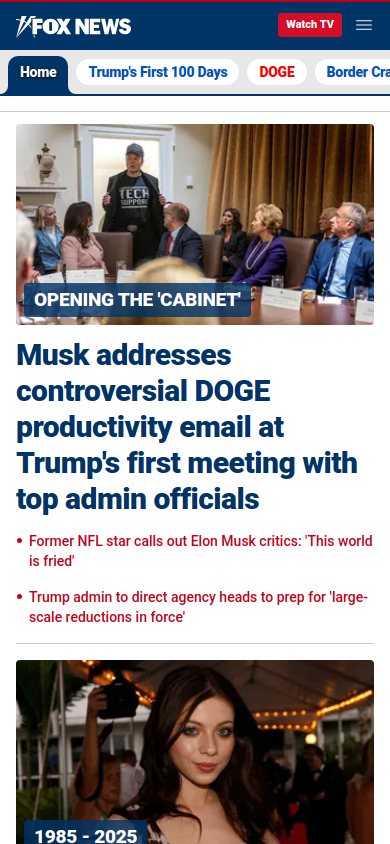 FOX NEWS
Watch TV
Home
Trump's First 100 Days
DOGE
Border Cra
TECH
SUPPORT
OPENING THE 'CABINET'
Musk addresses
controversial DOGE
productivity email at
Trump's first meeting with
top admin officials
• Former NFL star calls out Elon Musk critics: 'This world
is fried'
• Trump admin to direct agency heads to prep for 'large-
scale reductions in force'
1985 - 2025